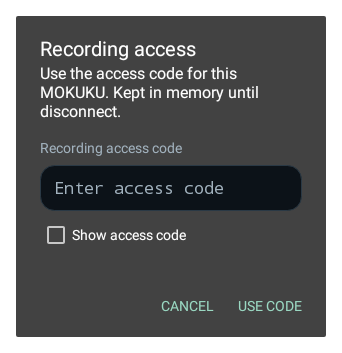 Recording access
Use the access code for this
MOKUKU. Kept in memory until
disconnect.
Recording access code
Enter access code
Show access code
CANCEL USE CODE